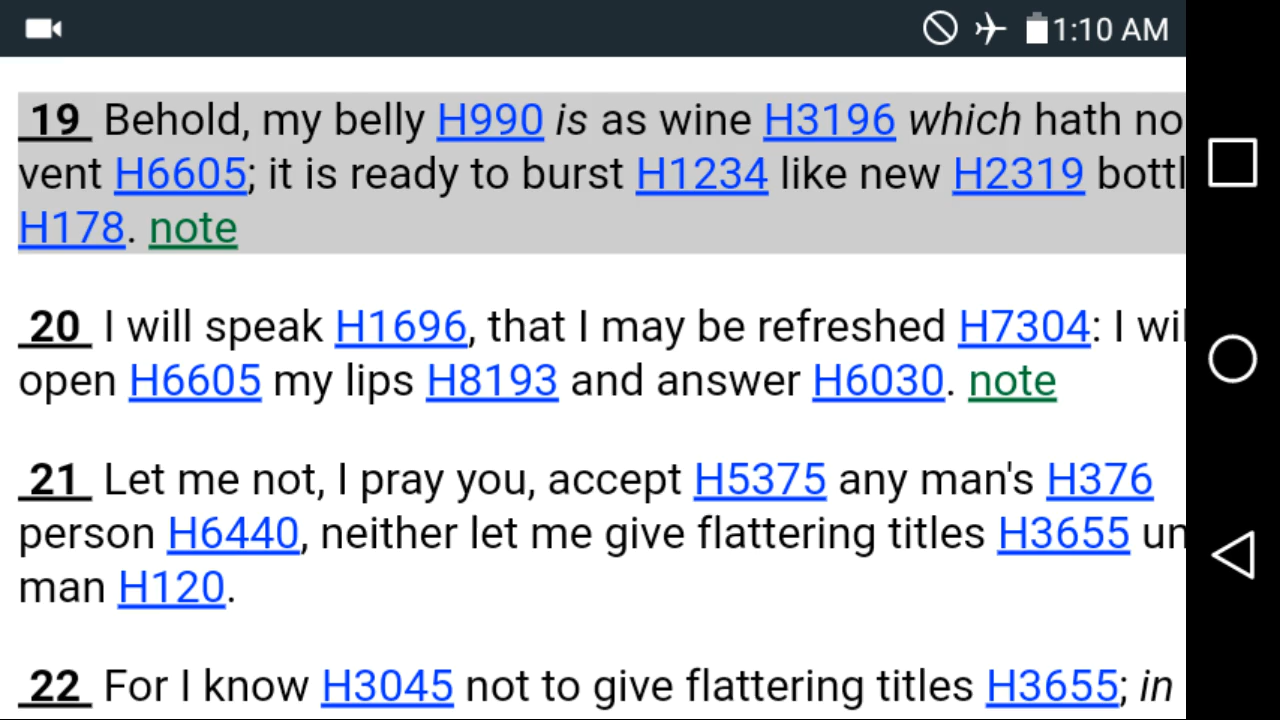 1:10 AM
19 Behold, my belly H990 is as wine H3196 which hath no
vent H6605; it is ready to burst H1234 like new H2319 bottl
H178. note
20 I will speak H1696, that I may be refreshed H7304: I wil
open H6605 my lips H8193 and answer H6030. note
21 Let me not, I pray you, accept H5375 any man's H376
person H6440, neither let me give flattering titles H3655 un
man H120.
22 For I know H3045 not to give flattering titles H3655; in